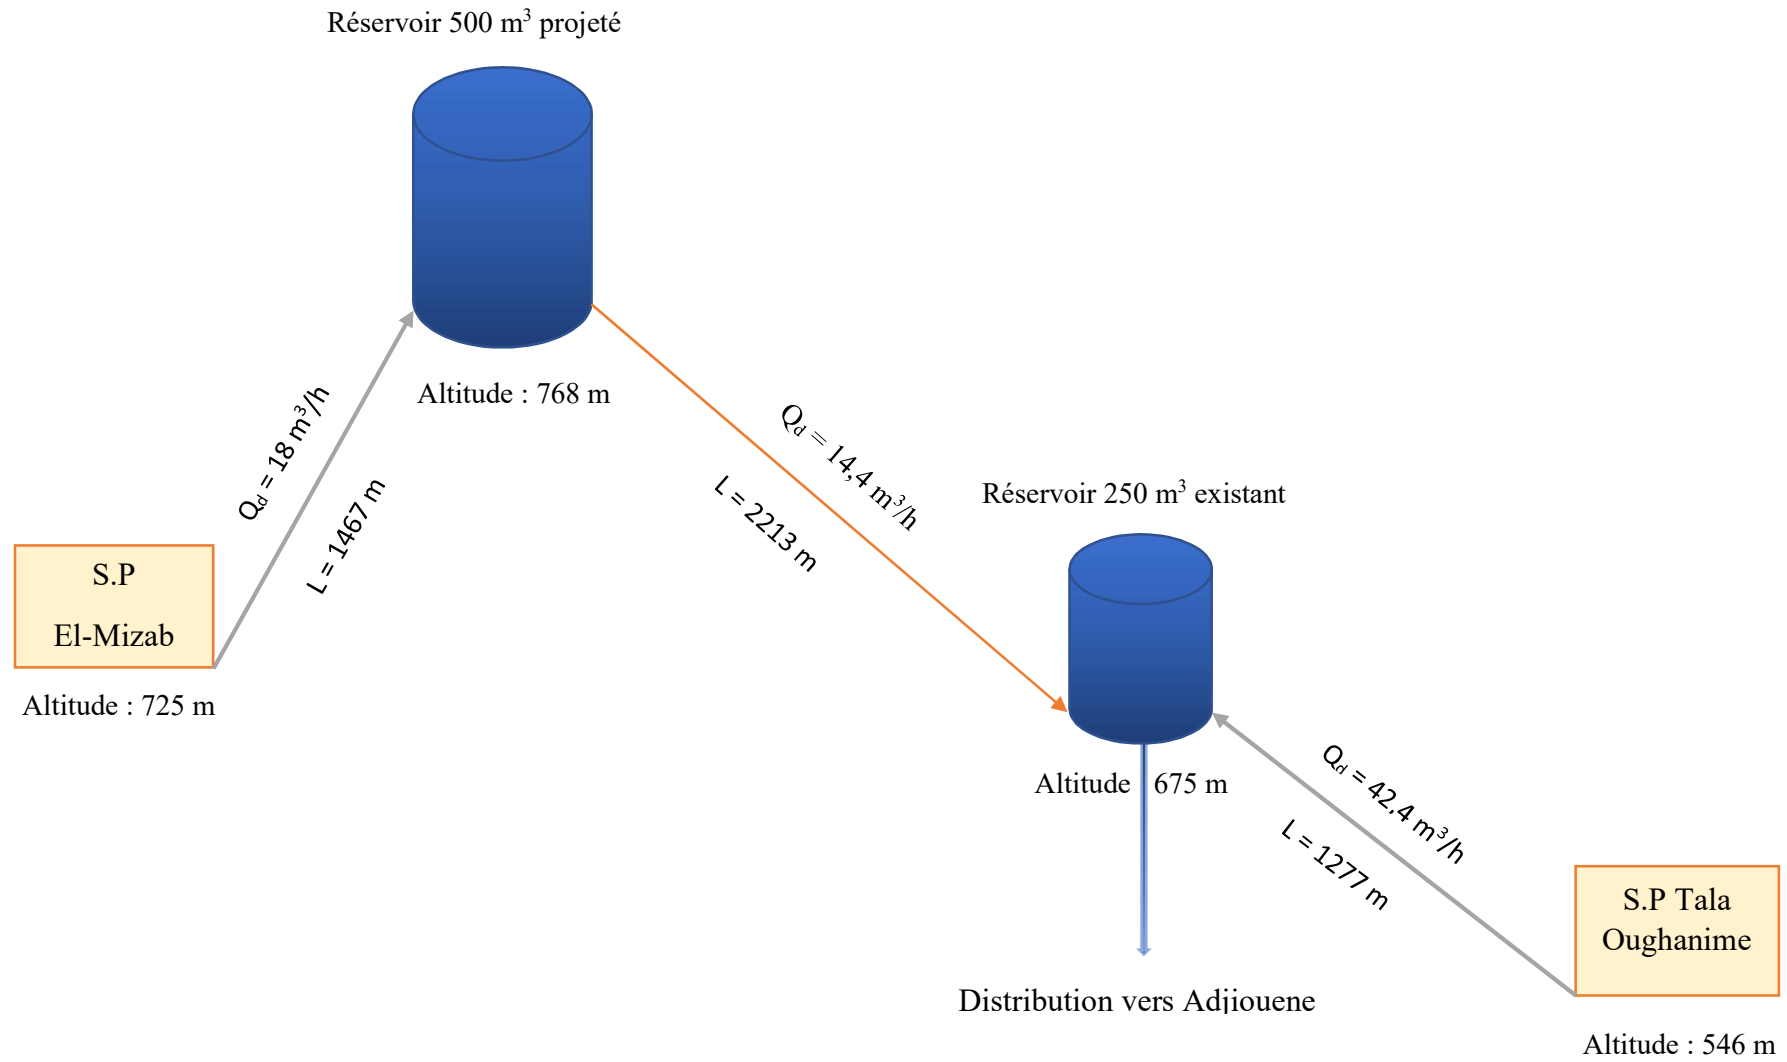 Réservoir 500 m³ projeté
Altitude : 768 m
Qd = 18 m³/h
L = 1467 m
Qd = 14,4 m³/h
L = 2213 m
Réservoir 250 m³ existant
S.P
El-Mizab
Altitude : 725 m
Altitude 675 m
Qd = 42,4 m³/h
L = 1277 m
S.P Tala
Oughanime
Distribution vers Adjiouene
Altitude : 546 m